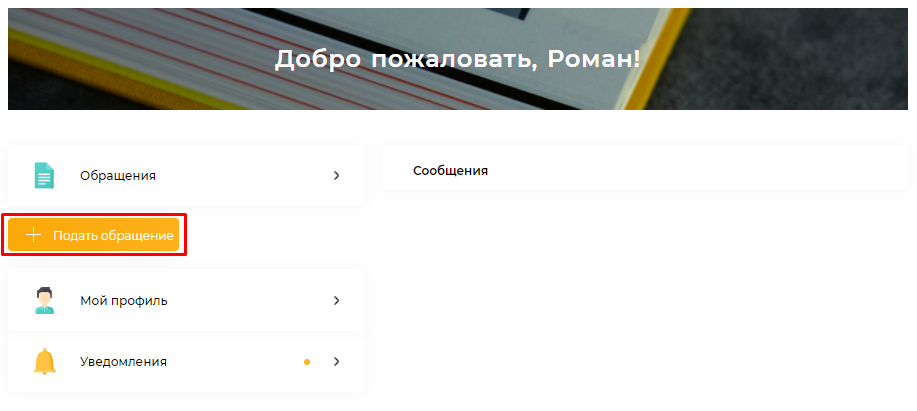 Добро пожаловать, Роман!
Обращения
Сообщения
Подать обращение
Мой профиль
Уведомления